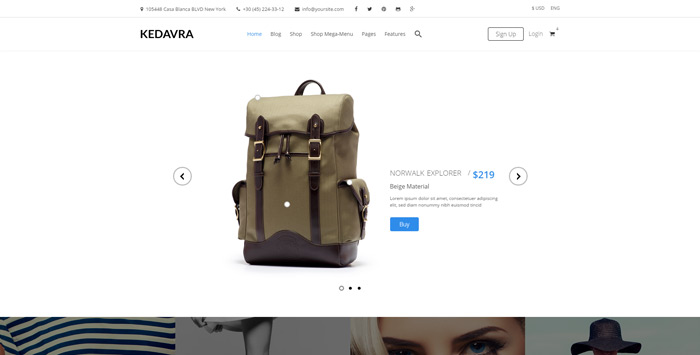 105448 Casa Blanca BLVD New York +30 (45) 224-33-12 info@yoursite.com $ USD ENG
KEDAVRA Home Blog Shop Shop Mega-Menu Pages Features Sign Up Login
NORWALK EXPLORER / $219
Beige Material
Lorem ipsum dolor sit amet, consectetuer adipiscing
elit, sed diam nonummy nibh euismod tincid
Buy